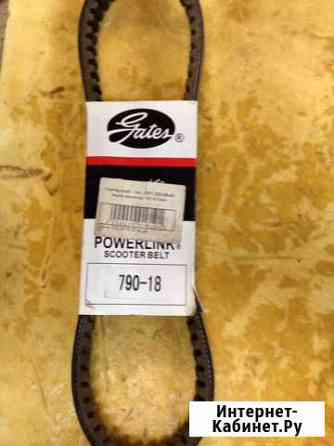 Gates®
POWERLINK®
SCOOTER BELT
790-18
Интернет-
Кабинет.Ру